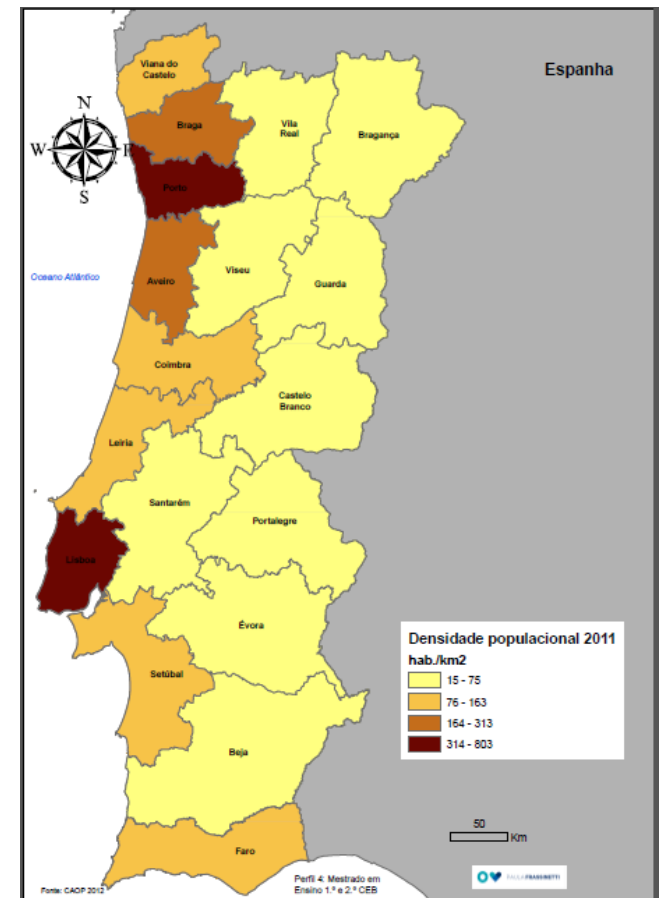 Viana do
Castelo
Espanha
N
W
E
S
Braga
Vila
Real
Bragança
Porto
Oceano Atlântico
Aveiro
Viseu
Guarda
Coimbra
Castelo
Branco
Leiria
Santarém
Portalegre
Lisboa
Évora
Setúbal
Beja
Faro
Densidade populacional 2011
hab./km2
15 - 75
76 - 163
164 - 313
314 - 803
50
Km
Fonte: CAOP 2012
Perfil 4: Mestrado em
Ensino 1.º e 2.º CEB
PAULA FRASSINETTI